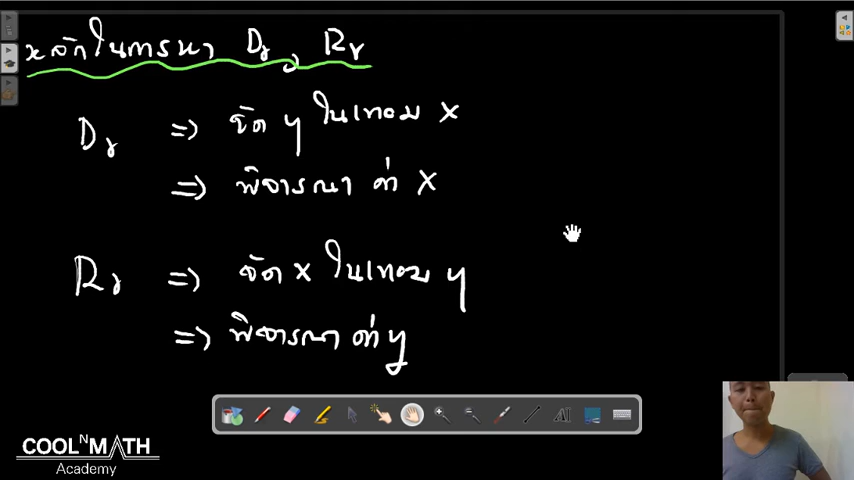 หลักในการหา Dr, Rr
Dr => จัด y ในเทอม x
=> พิจารณา ค่า x
Rr => จัด x ในเทอม y
=> พิจารณา ค่า y
COOLᴺMATH
Academy